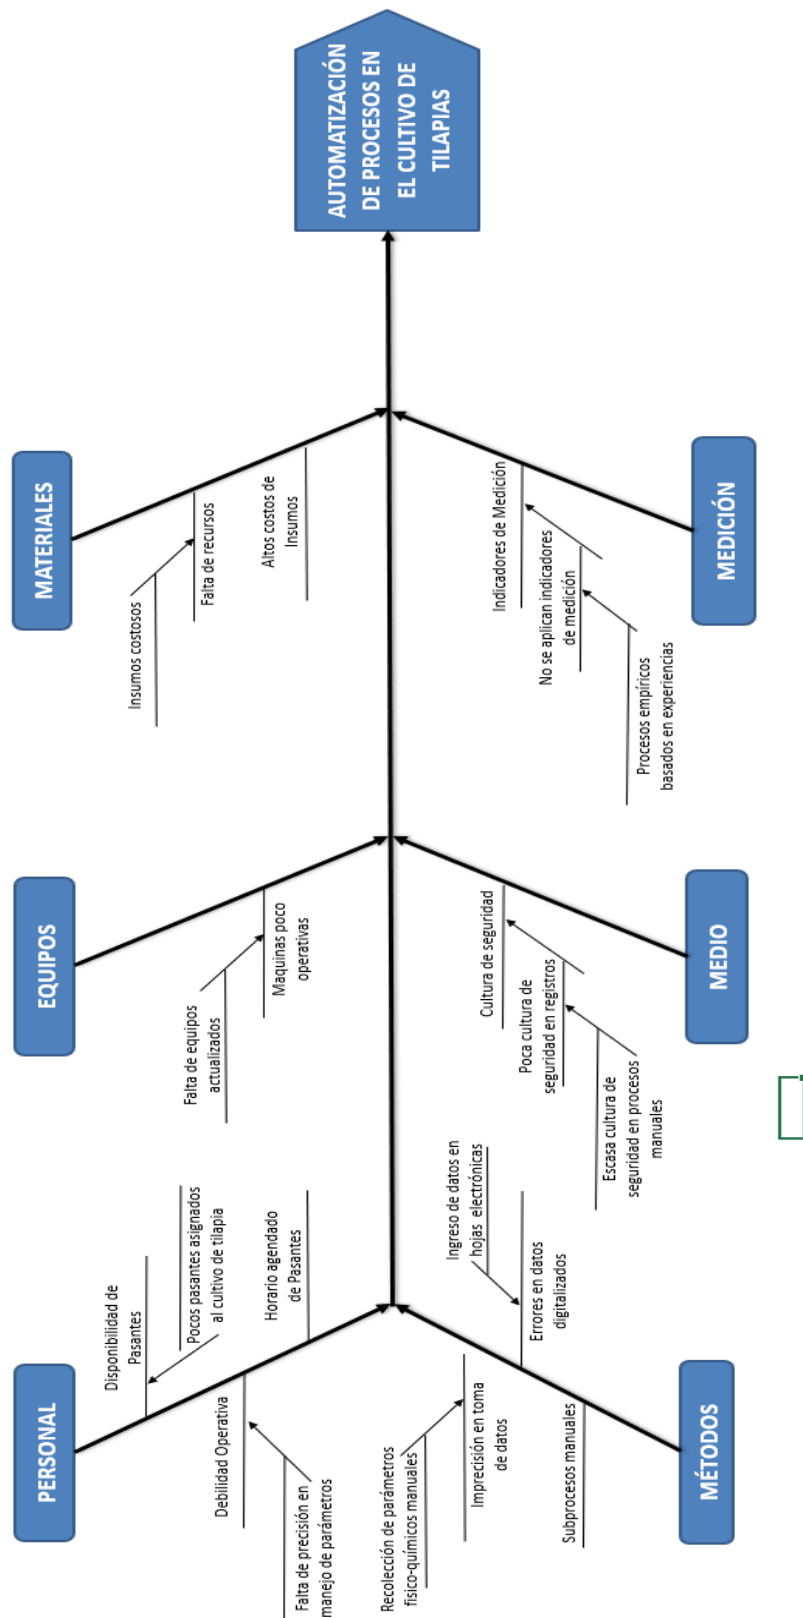 PERSONAL
Disponibilidad de
Pasantes
Pocos pasantes asignados
al cultivo de tilapia
Debilidad Operativa
Falta de precisión en
manejo de parámetros
Horario agendado
de Pasantes
EQUIPOS
Falta de equipos
actualizados
Maquinas poco
operativas
MATERIALES
Insumos costosos
Falta de recursos
Altos costos de
Insumos
AUTOMATIZACIÓN
DE PROCESOS EN
EL CULTIVO DE
TILAPIAS
Recolección de parámetros
físico-químicos manuales
Imprecisión en toma
de datos
Ingreso de datos en
hojas electrónicas
Errores en datos
digitalizados
Subprocesos manuales
MÉTODOS
Cultura de seguridad
Poca cultura de
seguridad en registros
Escasa cultura de
seguridad en procesos
manuales
MEDIO
Indicadores de Medición
No se aplican indicadores
de medición
Procesos empíricos
basados en experiencias
MEDICIÓN